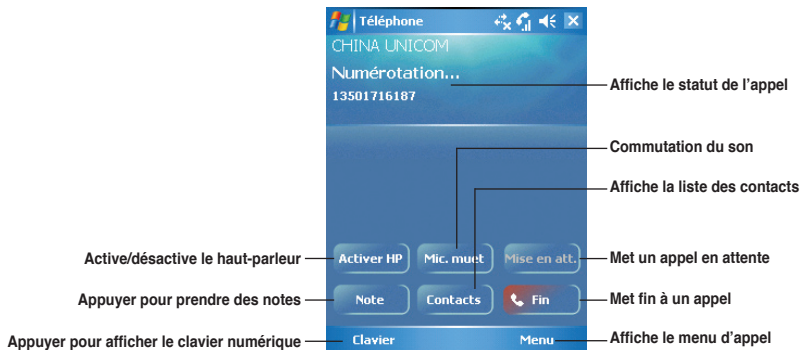 Téléphone
CHINA UNICOM
Numérotation...
13501716187
Affiche le statut de l'appel
Commutation du son
Affiche la liste des contacts
Active/désactive le haut-parleur
Activer HP
Mic. muet
Mise en att.
Met un appel en attente
Appuyer pour prendre des notes
Note
Contacts
Fin
Met fin à un appel
Appuyer pour afficher le clavier numérique
Clavier
Menu
Affiche le menu d'appel